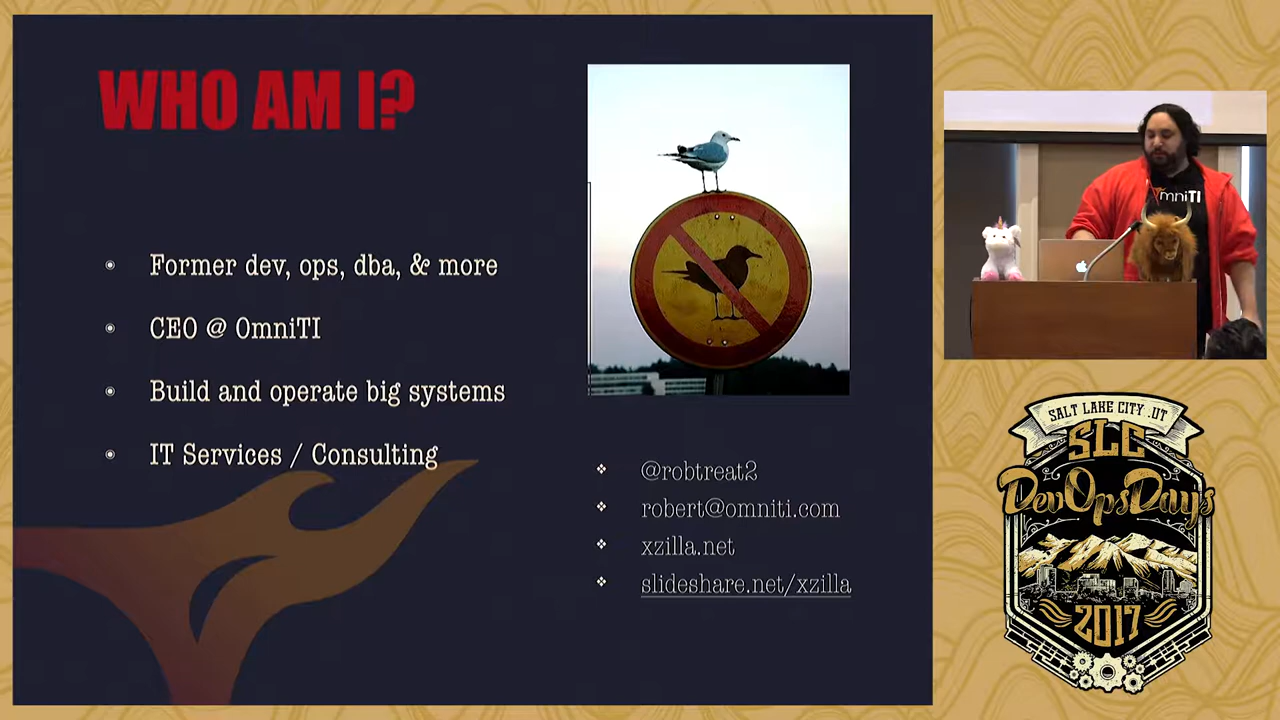 WHO AM I?
Former dev, ops, dba, & more
CEO @ OmniTI
Build and operate big systems
IT Services / Consulting
@robtreat2
robert@omniti.com
xzilla.net
slideshare.net/xzilla
mniTI
SALT LAKE CITY .UT
SLC
DevOpsDays
2017